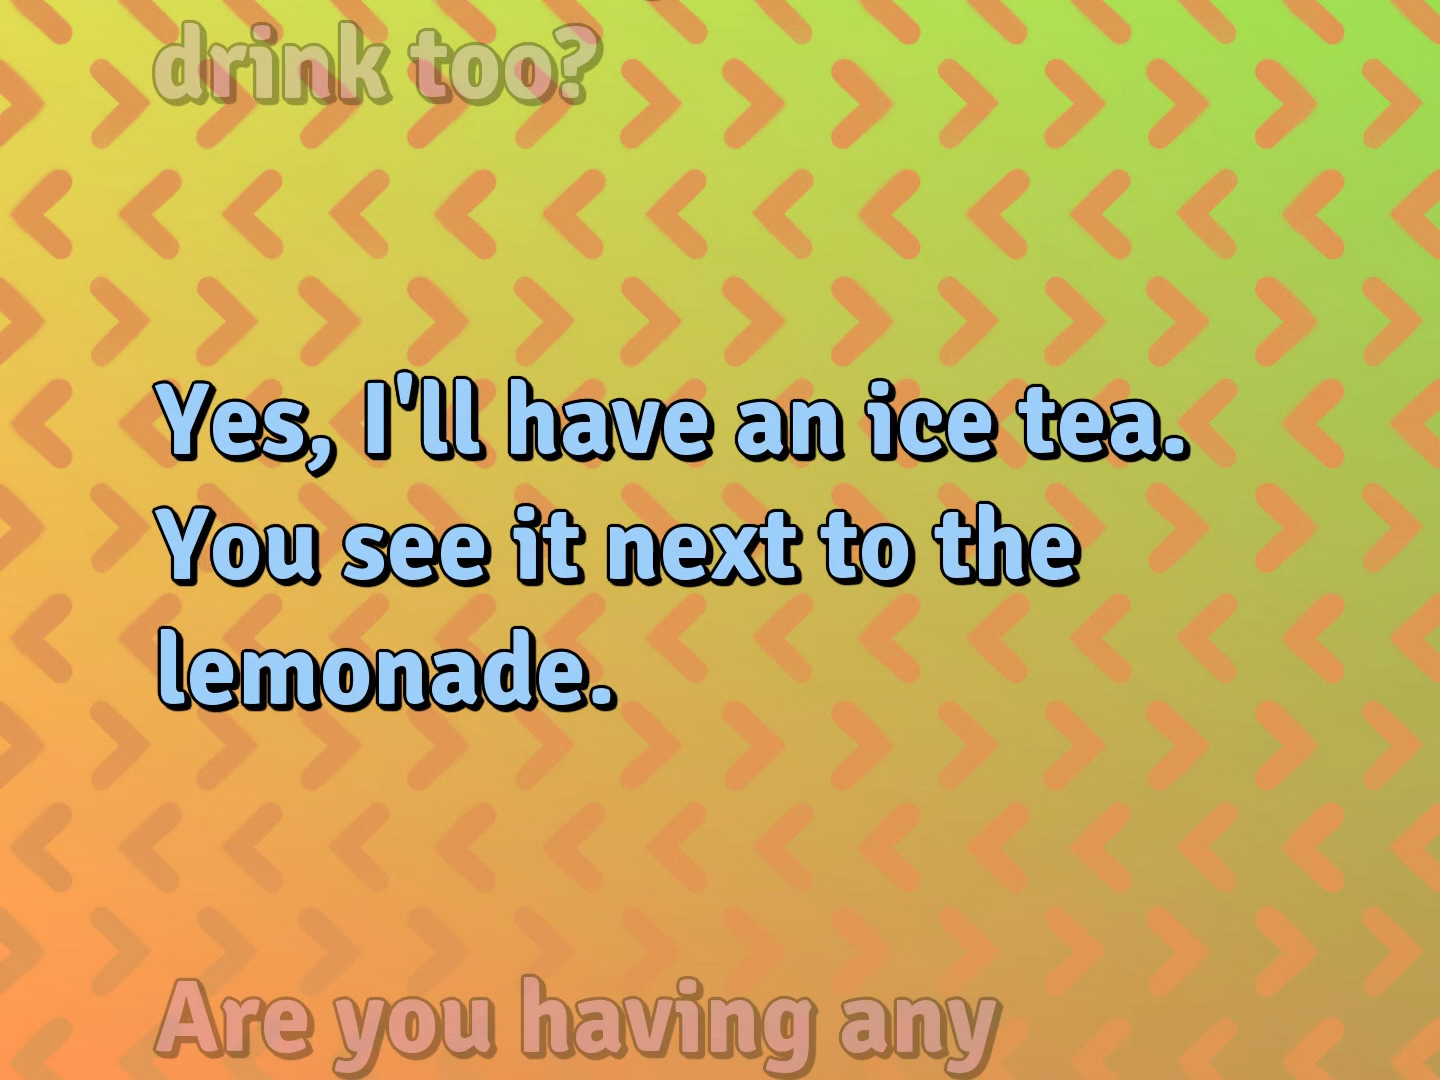 drink too?
Yes, I'll have an ice tea.
You see it next to the
lemonade.
Are you having any